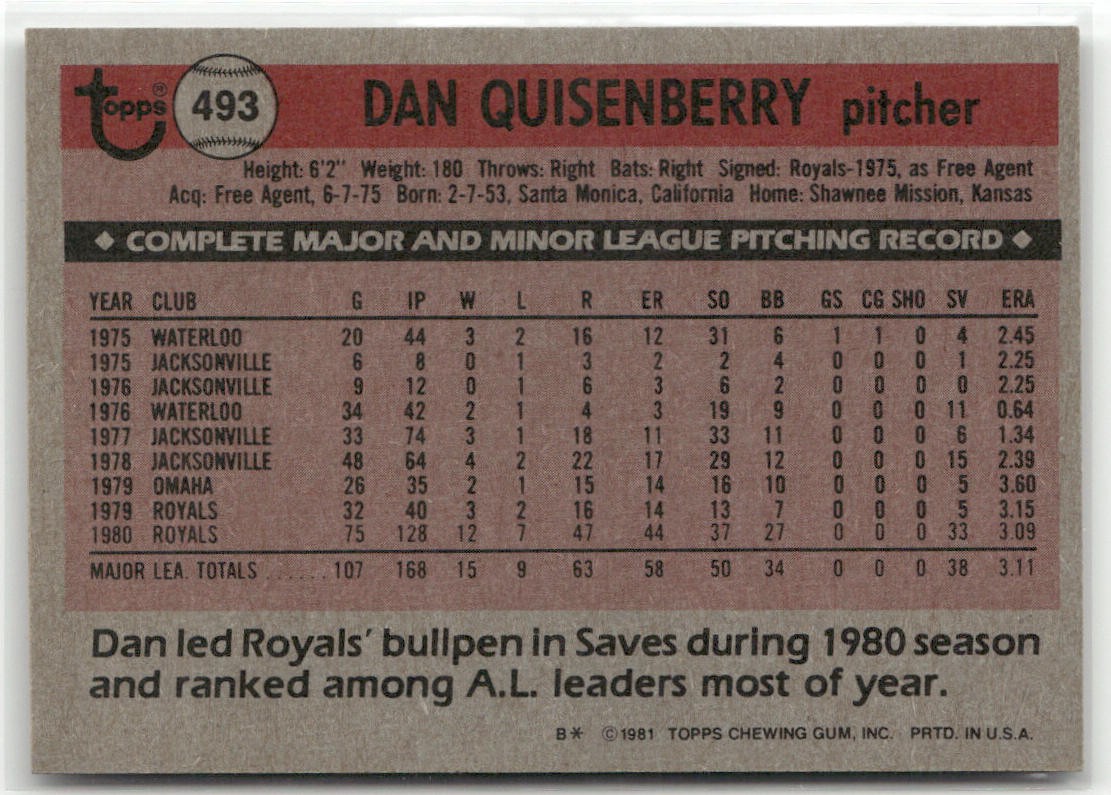 topps® 493 DAN QUISENBERRY pitcher
Height: 6'2" Weight: 180 Throws: Right Bats: Right Signed: Royals-1975, as Free Agent
Acq: Free Agent, 6-7-75 Born: 2-7-53, Santa Monica, California Home: Shawnee Mission, Kansas
◆ COMPLETE MAJOR AND MINOR LEAGUE PITCHING RECORD ◆
YEAR CLUB G IP W L R ER SO BB GS CG SHO SV ERA
1975 WATERLOO 20 44 3 2 16 12 31 6 1 1 0 4 2.45
1975 JACKSONVILLE 6 8 0 1 3 2 2 4 0 0 0 1 2.25
1976 JACKSONVILLE 9 12 0 1 6 3 6 2 0 0 0 0 2.25
1976 WATERLOO 34 42 2 1 4 3 19 9 0 0 0 11 0.64
1977 JACKSONVILLE 33 74 3 1 18 11 33 11 0 0 0 6 1.34
1978 JACKSONVILLE 48 64 4 2 22 17 29 12 0 0 0 15 2.39
1979 OMAHA 26 35 2 1 15 14 16 10 0 0 0 5 3.60
1979 ROYALS 32 40 3 2 16 14 13 7 0 0 0 5 3.15
1980 ROYALS 75 128 12 7 47 44 37 27 0 0 0 33 3.09
MAJOR LEA. TOTALS ...... 107 168 15 9 63 58 50 34 0 0 0 38 3.11
Dan led Royals' bullpen in Saves during 1980 season
and ranked among A.L. leaders most of year.
B* ©1981 TOPPS CHEWING GUM, INC. PRTD. IN U.S.A.